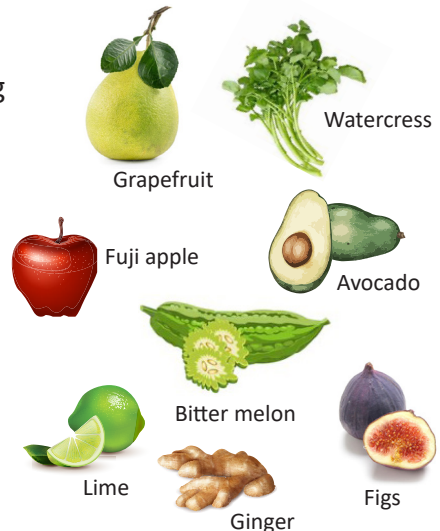 g
Watercress
Grapefruit
Fuji apple
Avocado
Bitter melon
Lime
Figs
Ginger